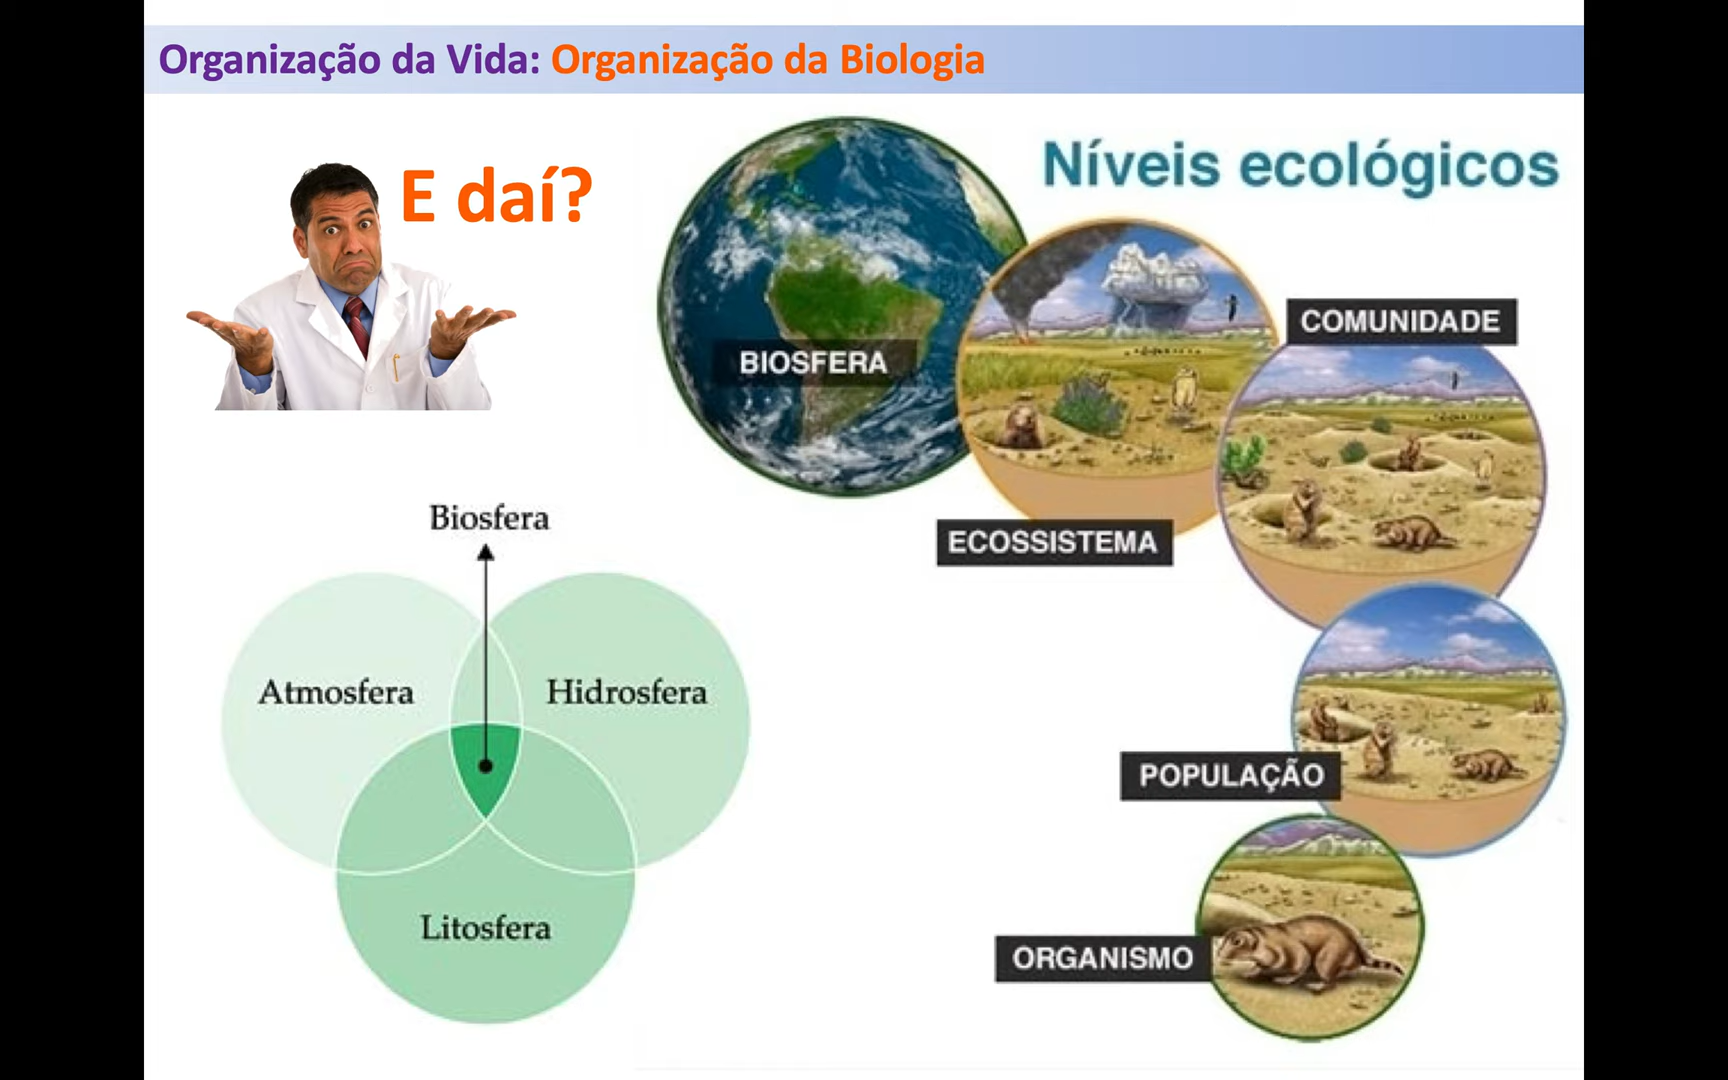 Organização da Vida: Organização da Biologia
E daí?
Níveis ecológicos
BIOSFERA
COMUNIDADE
ECOSSISTEMA
POPULAÇÃO
ORGANISMO
Biosfera
Atmosfera
Hidrosfera
Litosfera